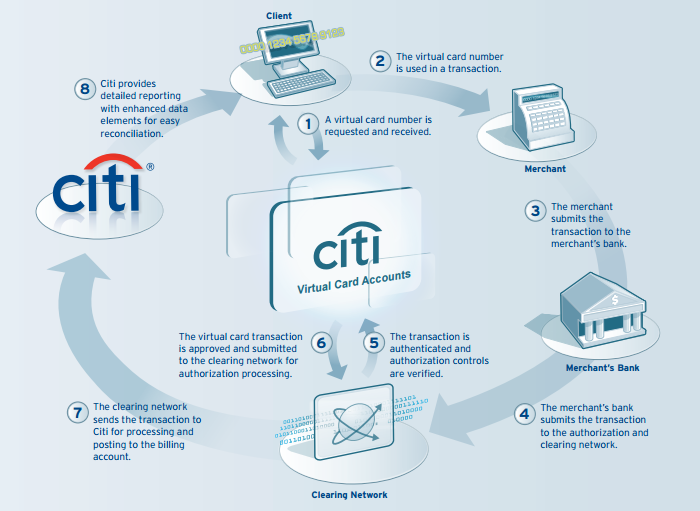 Client
0000 1234 5678 9123
2 The virtual card number
is used in a transaction.
8 Citi provides
detailed reporting
with enhanced data
elements for easy
reconciliation.
1 A virtual card number is
requested and received.
Merchant
citi®
3 The merchant
submits the
transaction to the
merchant's bank.
citi
Virtual Card Accounts
$
Merchant's Bank
The virtual card transaction
is approved and submitted
to the clearing network for
authorization processing.
6
5 The transaction is
authenticated and
authorization controls
are verified.
7 The clearing network
sends the transaction to
Citi for processing and
posting to the billing
account.
4 The merchant's bank
submits the transaction
to the authorization and
clearing network.
Clearing Network